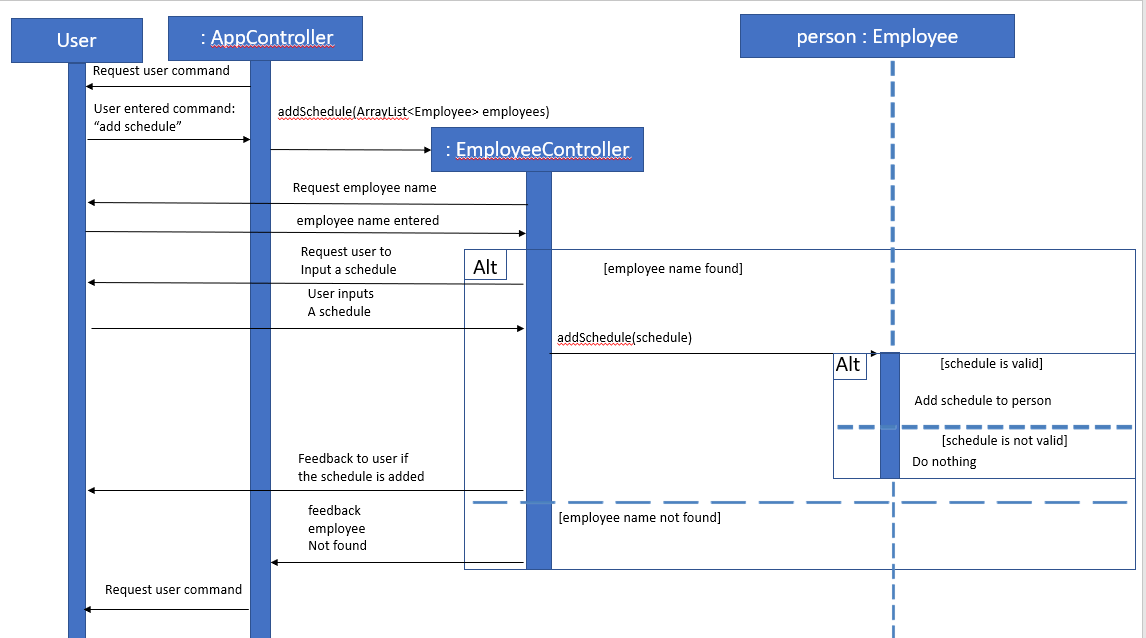 User
: AppController
person : Employee
Request user command
User entered command:
“add schedule”
addSchedule(ArrayList<Employee> employees)
: EmployeeController
Request employee name
employee name entered
Request user to
Input a schedule
Alt
[employee name found]
User inputs
A schedule
addSchedule(schedule)
Alt
[schedule is valid]
Add schedule to person
[schedule is not valid]
Do nothing
Feedback to user if
the schedule is added
feedback
employee
Not found
[employee name not found]
Request user command